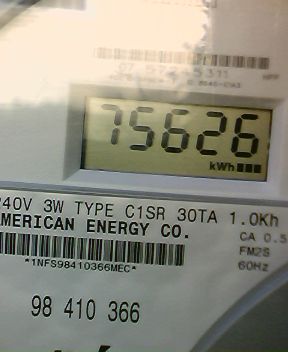 75626
kWh
240V 3W TYPE C1SR 30TA 1.0Kh
AMERICAN ENERGY CO.
CA 0.5
FM2S
*1NFS98410366MEC*
60Hz
98 410 366